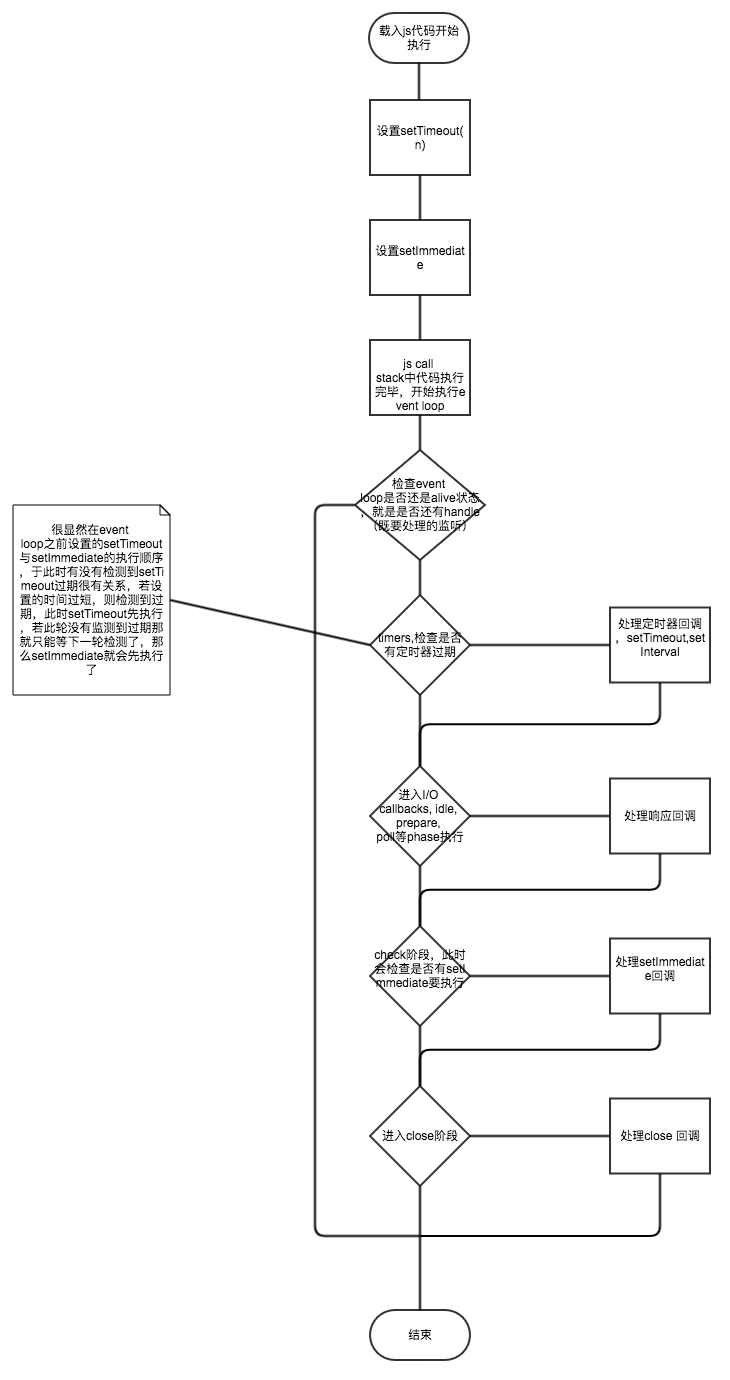 载入js代码开始
执行
设置setTimeout(
n)
设置setImmediat
e
js call
stack中代码执行
完毕，开始执行e
vent loop
检查event
loop是否还是alive状态
，就是是否还有handle
（既要处理的监听）
很显然在event
loop之前设置的setTimeout
与setImmediate的执行顺序
，于此时有没有检测到setTi
meout过期很有关系，若设
置的时间过短，则检测到过
期，此时setTimeout先执行
，若此轮没有监测到过期那
就只能等下一轮检测了，那
么setImmediate就会先执行
了
timers,检查是否
有定时器过期
处理定时器回调
，setTimeout,set
Interval
进入I/O
callbacks, idle,
prepare,
poll等phase执行
处理响应回调
check阶段，此时
会检查是否有setI
mmediate要执行
处理setImmediat
e回调
进入close阶段
处理close 回调
结束